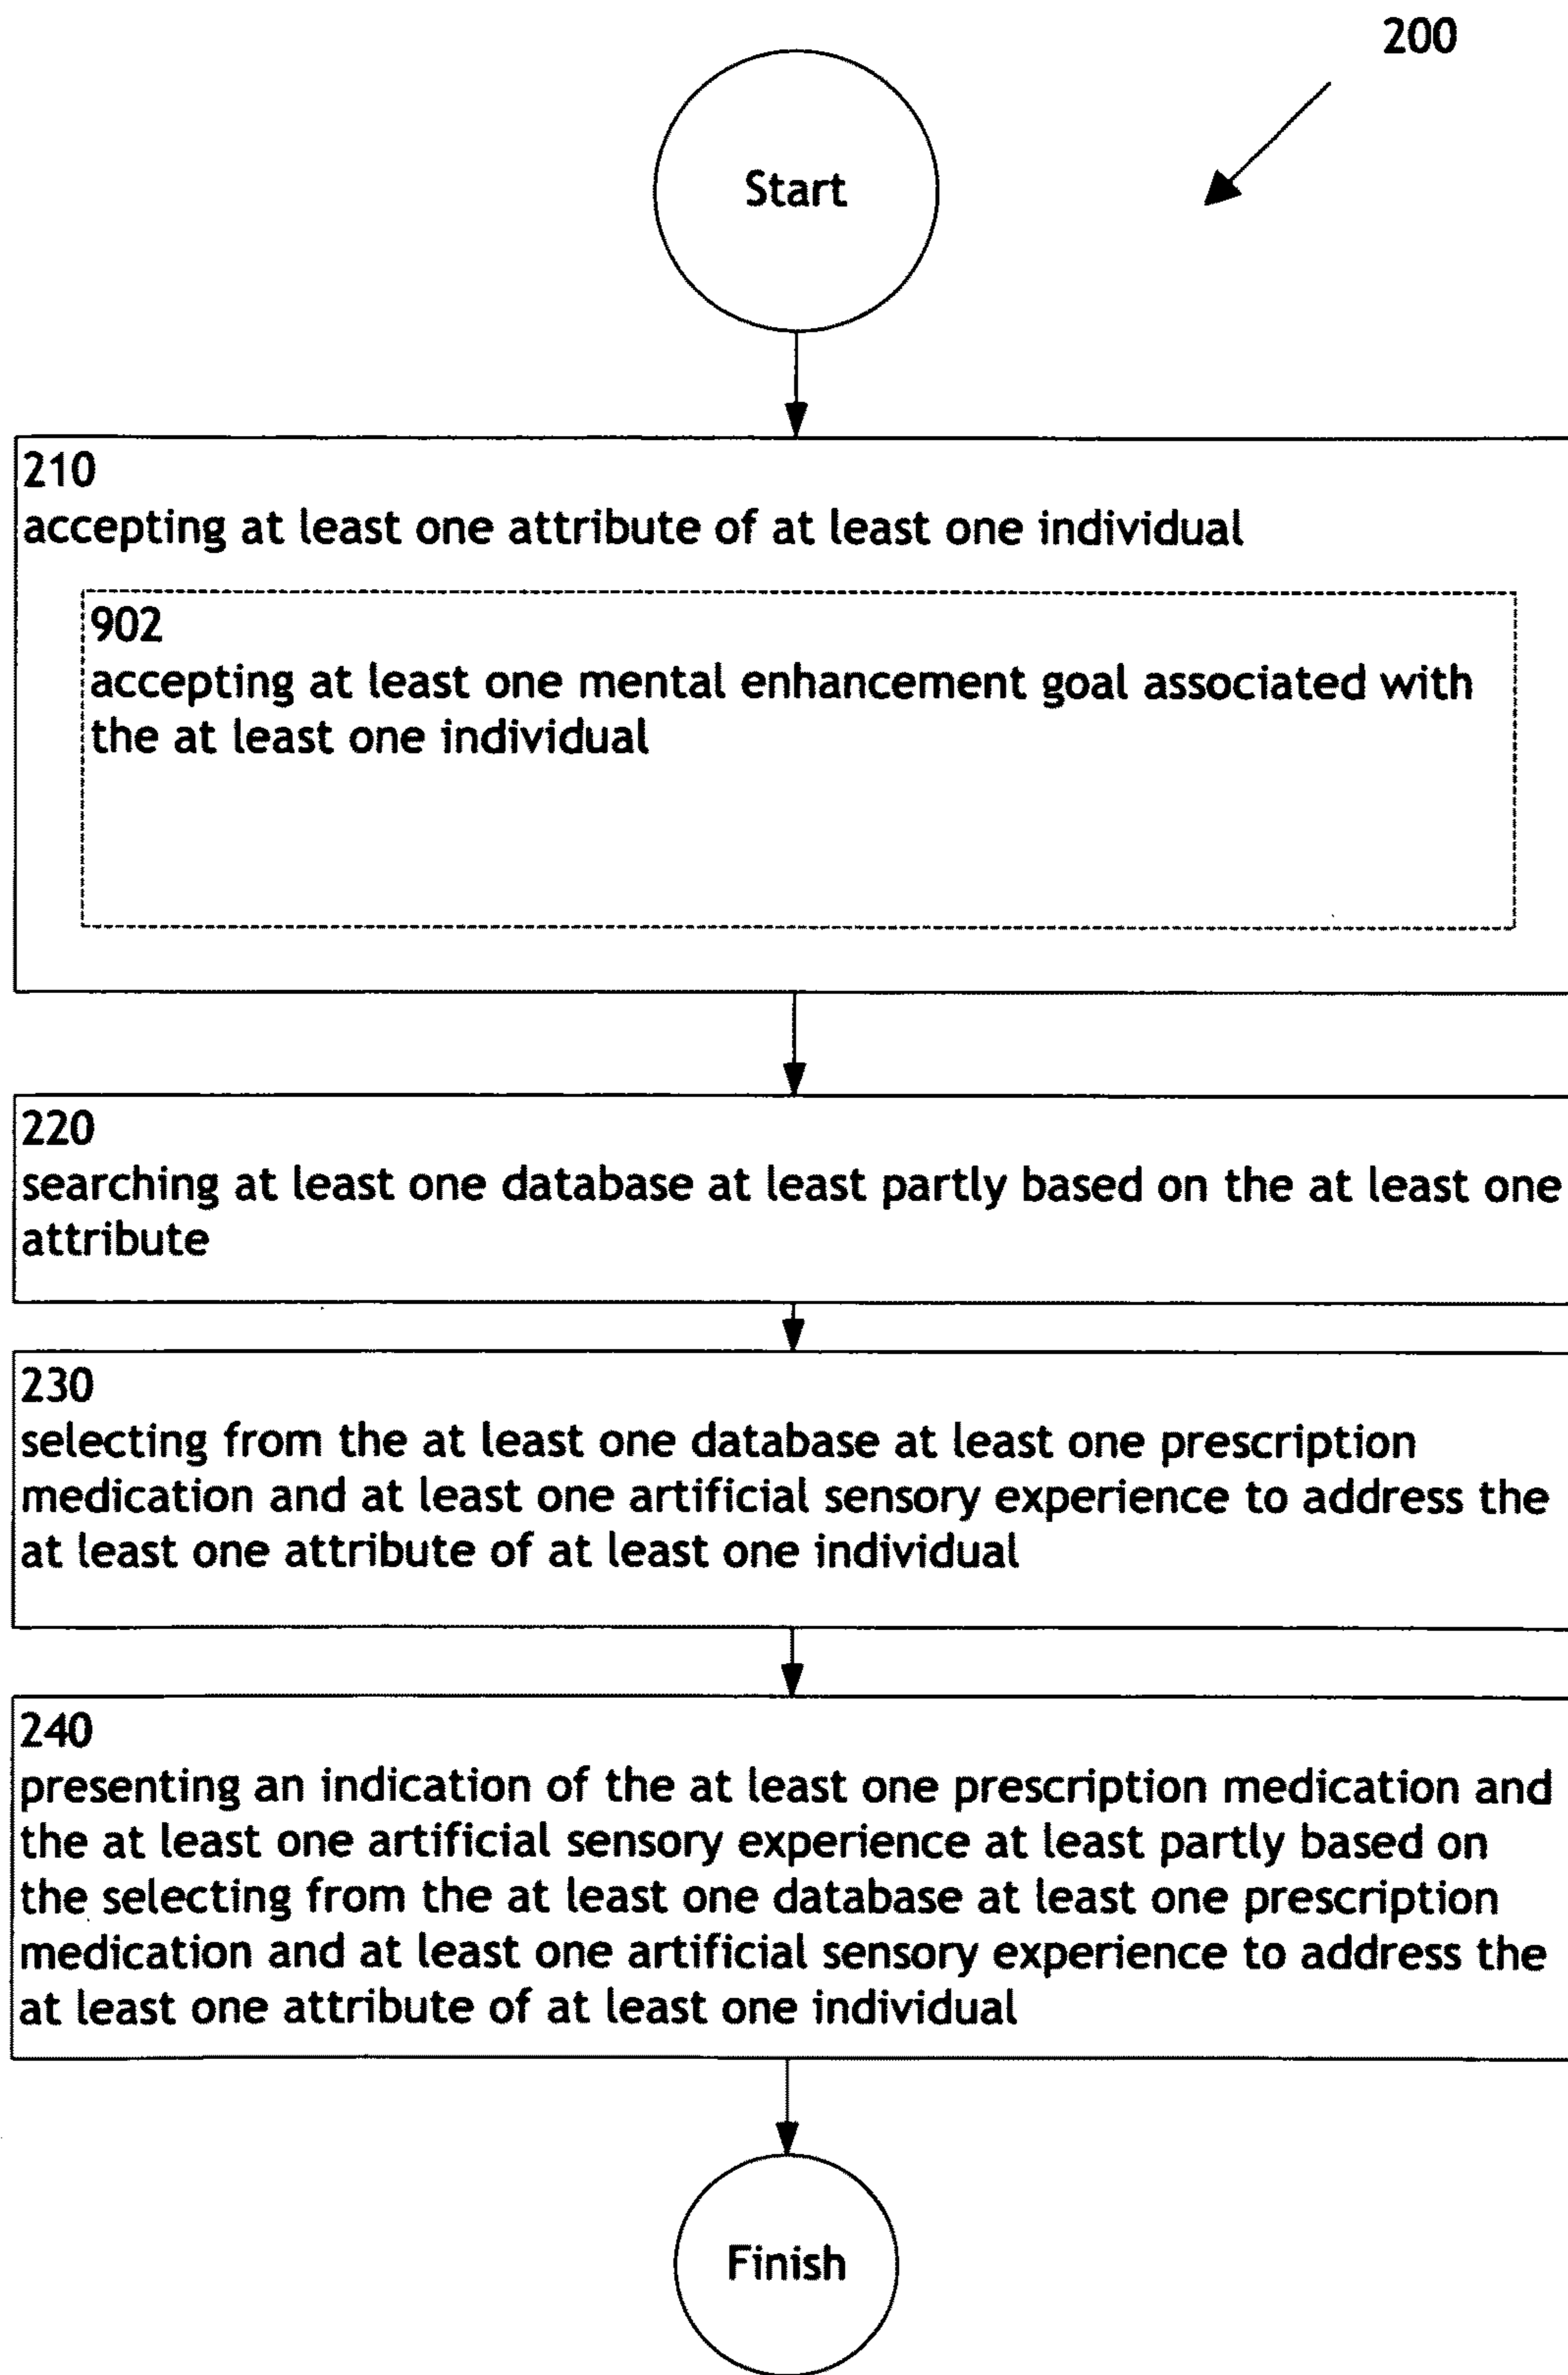 200
Start
210
accepting at least one attribute of at least one individual
902
accepting at least one mental enhancement goal associated with
the at least one individual
220
searching at least one database at least partly based on the at least one
attribute
230
selecting from the at least one database at least one prescription
medication and at least one artificial sensory experience to address the
at least one attribute of at least one individual
240
presenting an indication of the at least one prescription medication and
the at least one artificial sensory experience at least partly based on
the selecting from the at least one database at least one prescription
medication and at least one artificial sensory experience to address the
at least one attribute of at least one individual
Finish